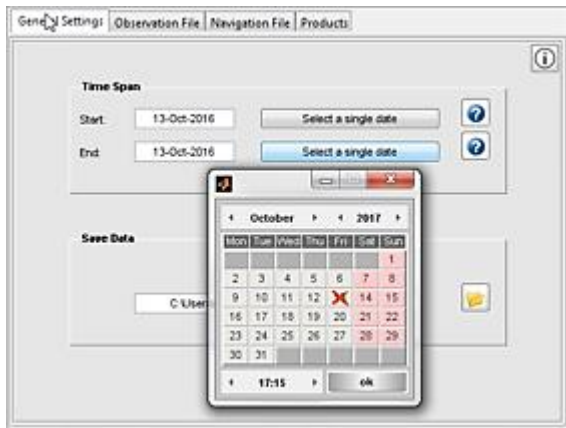 General Settings Observation File Navigation File Products
Time Span
Start: 13-Oct-2016 Select a single date
End: 13-Oct-2016 Select a single date
October 2017
Mon Tue Wed Thu Fri Sat Sun
1
2 3 4 5 6 7 8
9 10 11 12 14 15
16 17 18 19 20 21 22
23 24 25 26 27 28 29
30 31
17:15 ok
Save Data
C:\Users